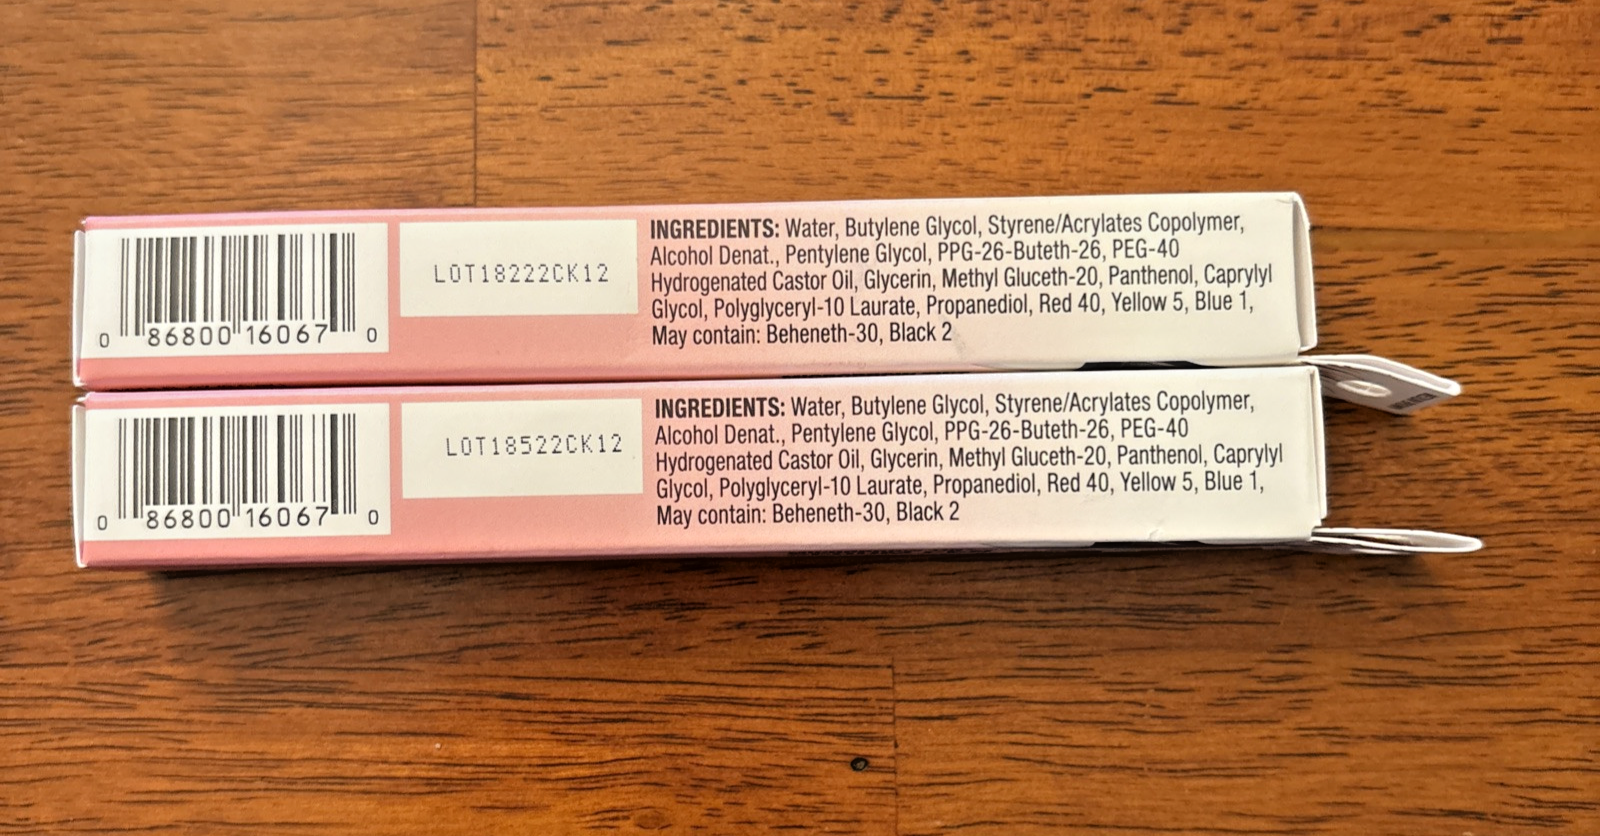 0 86800 16067 0
LOT18222CK12
INGREDIENTS: Water, Butylene Glycol, Styrene/Acrylates Copolymer,
Alcohol Denat., Pentylene Glycol, PPG-26-Buteth-26, PEG-40
Hydrogenated Castor Oil, Glycerin, Methyl Gluceth-20, Panthenol, Caprylyl
Glycol, Polyglyceryl-10 Laurate, Propanediol, Red 40, Yellow 5, Blue 1,
May contain: Beheneth-30, Black 2
0 86800 16067 0
LOT18522CK12
INGREDIENTS: Water, Butylene Glycol, Styrene/Acrylates Copolymer,
Alcohol Denat., Pentylene Glycol, PPG-26-Buteth-26, PEG-40
Hydrogenated Castor Oil, Glycerin, Methyl Gluceth-20, Panthenol, Caprylyl
Glycol, Polyglyceryl-10 Laurate, Propanediol, Red 40, Yellow 5, Blue 1,
May contain: Beheneth-30, Black 2